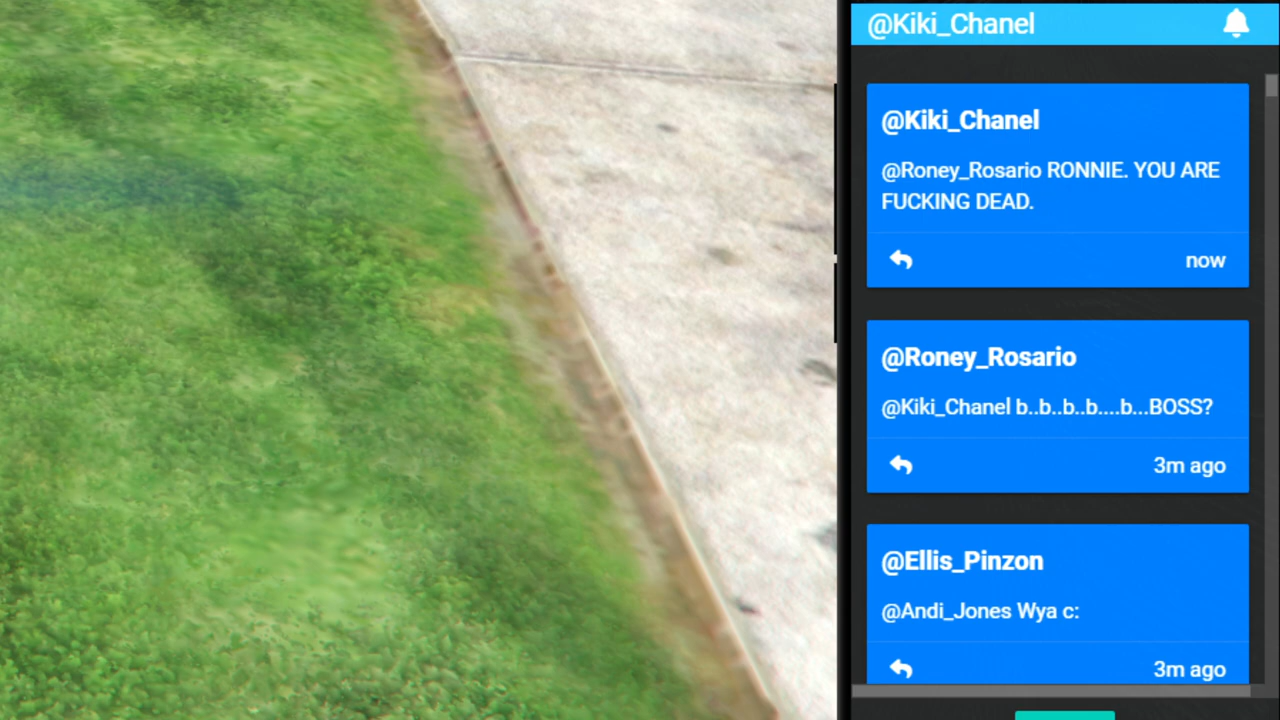 @Kiki_Chanel
@Kiki_Chanel
@Roney_Rosario RONNIE. YOU ARE
FUCKING DEAD.
now
@Roney_Rosario
@Kiki_Chanel b..b..b..b....b...BOSS?
3m ago
@Ellis_Pinzon
@Andi_Jones Wya c:
3m ago